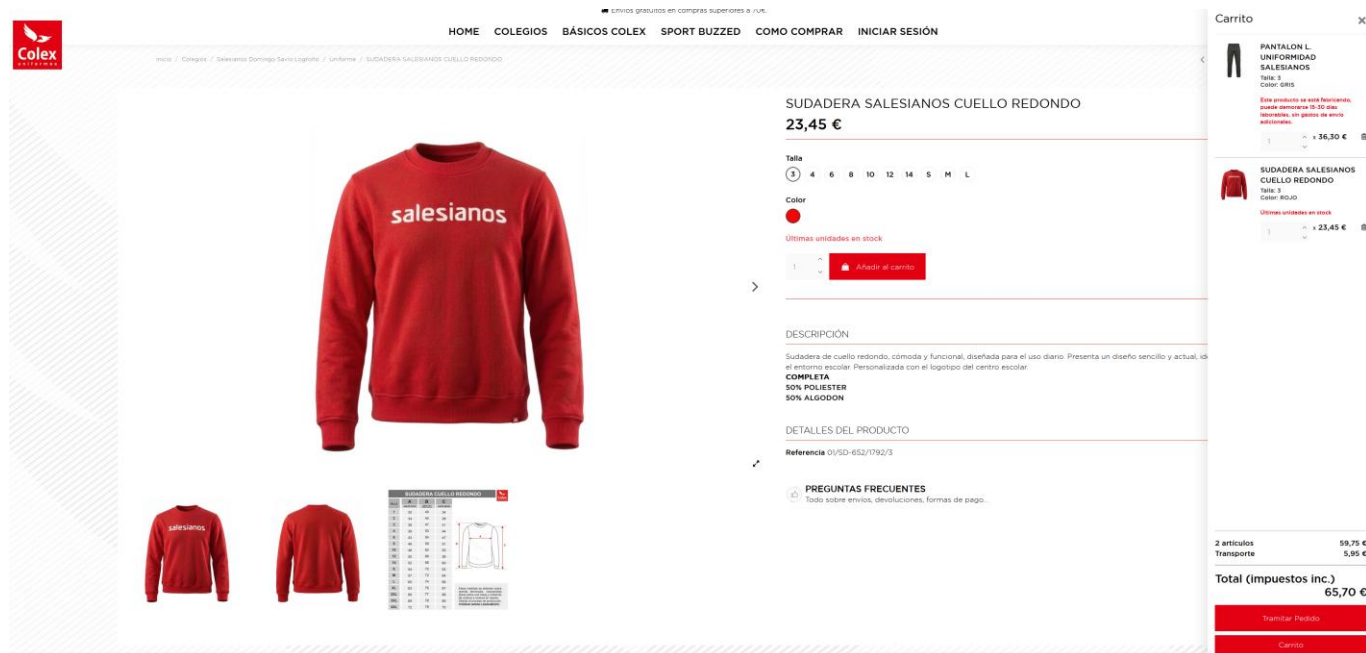 Envíos gratuitos en compras superiores a 70€.
Colex
uniformes
HOME COLEGIOS BÁSICOS COLEX SPORT BUZZED COMO COMPRAR INICIAR SESIÓN
Inicio / Colegios / Salesianos Domingo Savio Logroño / Uniforme / SUDADERA SALESIANOS CUELLO REDONDO
salesianos
SUDADERA SALESIANOS CUELLO REDONDO
23,45 €
Talla
3 4 6 8 10 12 14 S M L
Color
Últimas unidades en stock
1
Añadir al carrito
DESCRIPCIÓN
Sudadera de cuello redondo, cómoda y funcional, diseñada para el uso diario. Presenta un diseño sencillo y actual,
el entorno escolar. Personalizada con el logotipo del centro escolar.
COMPLETA
50% POLIESTER
50% ALGODON
DETALLES DEL PRODUCTO
Referencia 01/SD-652/1792/3
PREGUNTAS FRECUENTES
Todo sobre envios, devoluciones, formas de pago...
salesianos
SUDADERA CUELLO REDONDO
A B C
Carrito
PANTALON L.
UNIFORMIDAD
SALESIANOS
Talla: 3
Color: GRIS
Este producto se está fabricando,
puede demorarse 15-30 días
laborables, sin gastos de envío
adicionales.
1 x 36,30 €
SUDADERA SALESIANOS
CUELLO REDONDO
Talla: 3
Color: ROJO
Últimas unidades en stock
1 x 23,45 €
2 artículos 59,75 €
Transporte 5,95 €
Total (impuestos inc.)
65,70 €
Tramitar Pedido
Carrito